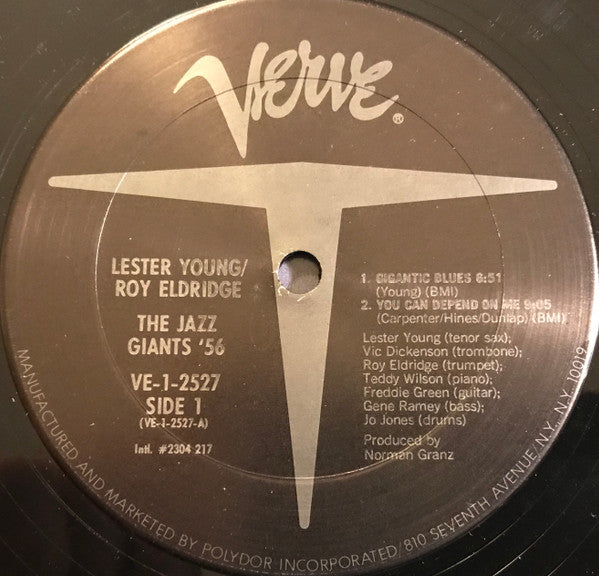 Verve®
LESTER YOUNG/
ROY ELDRIDGE
THE JAZZ
GIANTS '56
VE-1-2527
SIDE 1
(VE-1-2527-A)
Intl. #2304 217
1. GIGANTIC BLUES 6:51
(Young) (BMI)
2. YOU CAN DEPEND ON ME 9:05
(Carpenter/Hines/Dunlap) (BMI)
Lester Young (tenor sax);
Vic Dickenson (trombone);
Roy Eldridge (trumpet);
Teddy Wilson (piano);
Freddie Green (guitar);
Gene Ramey (bass);
Jo Jones (drums)
Produced by
Norman Granz
MANUFACTURED AND MARKETED BY POLYDOR INCORPORATED/810 SEVENTH AVENUE, N.Y., N.Y. 10019